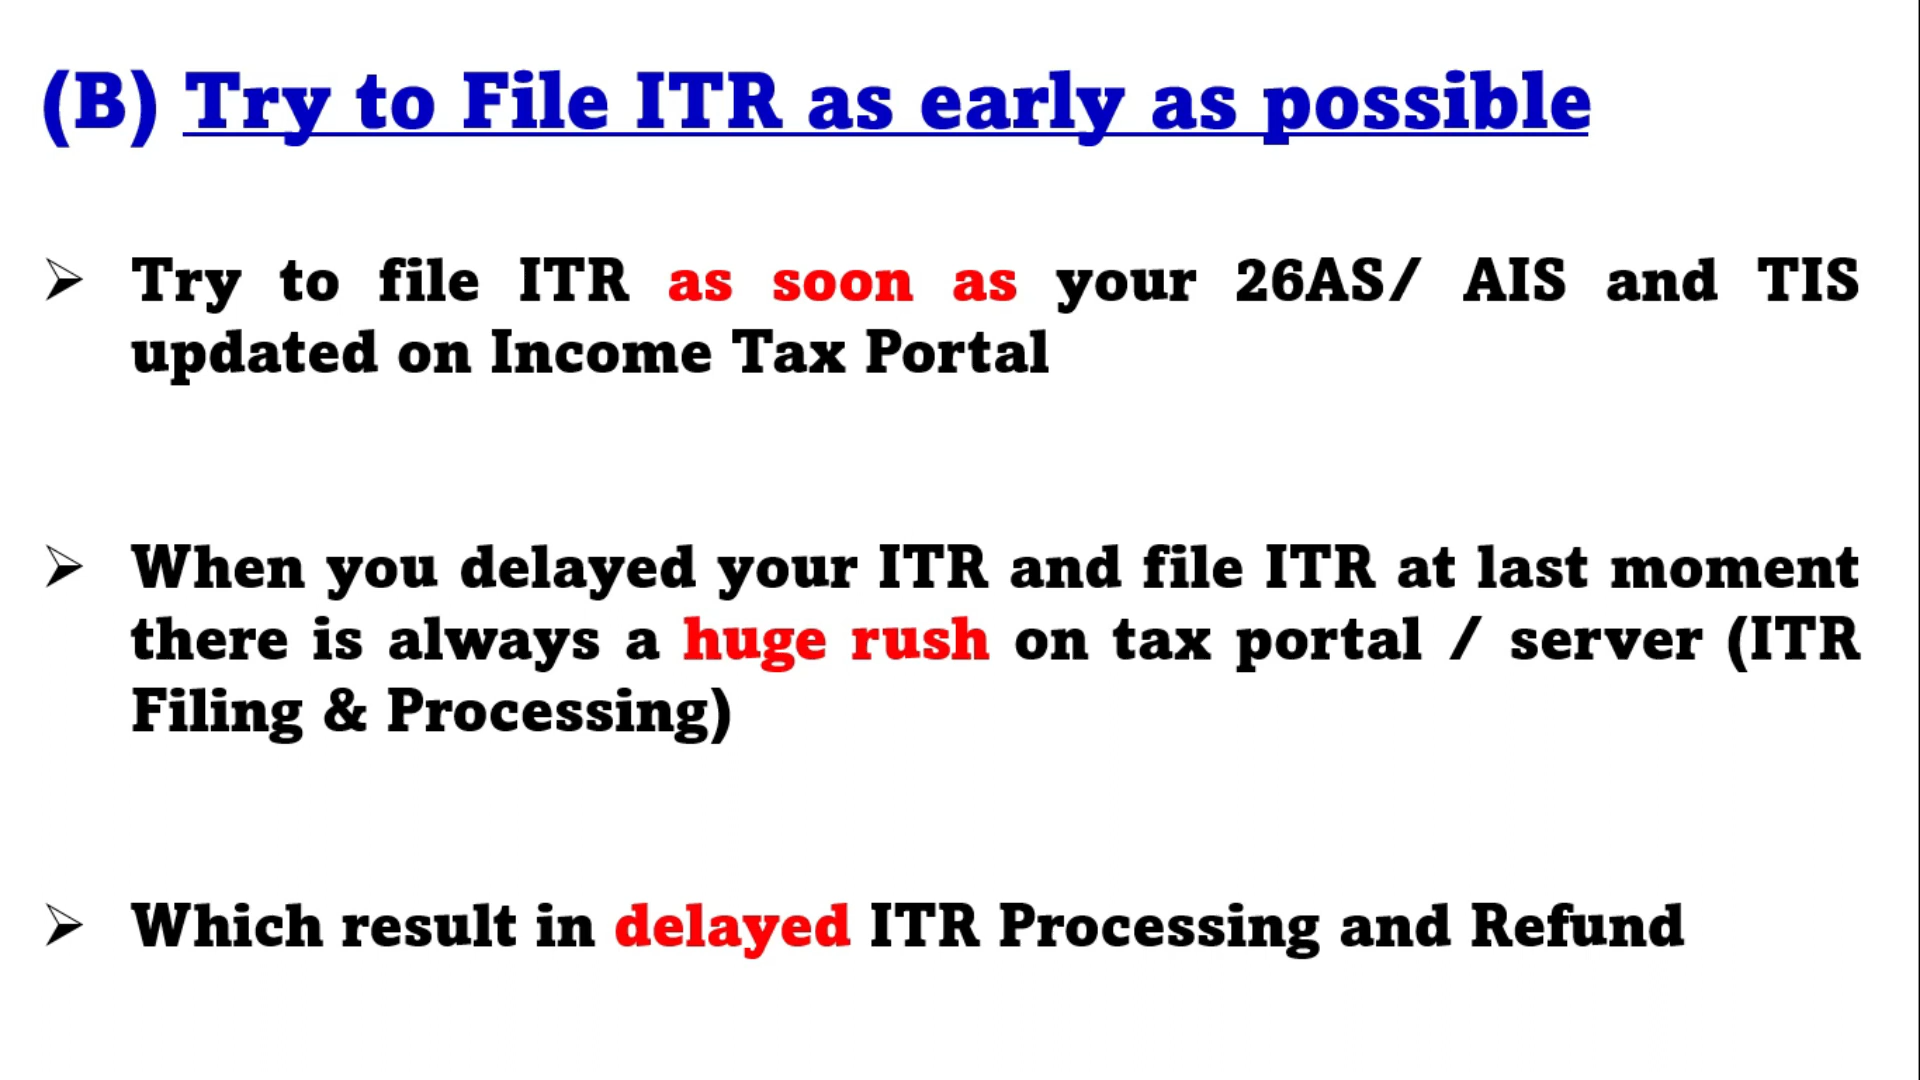 (B) Try to File ITR as early as possible
➢ Try to file ITR as soon as your 26AS/ AIS and TIS
updated on Income Tax Portal
➢ When you delayed your ITR and file ITR at last moment
there is always a huge rush on tax portal / server (ITR
Filing & Processing)
➢ Which result in delayed ITR Processing and Refund